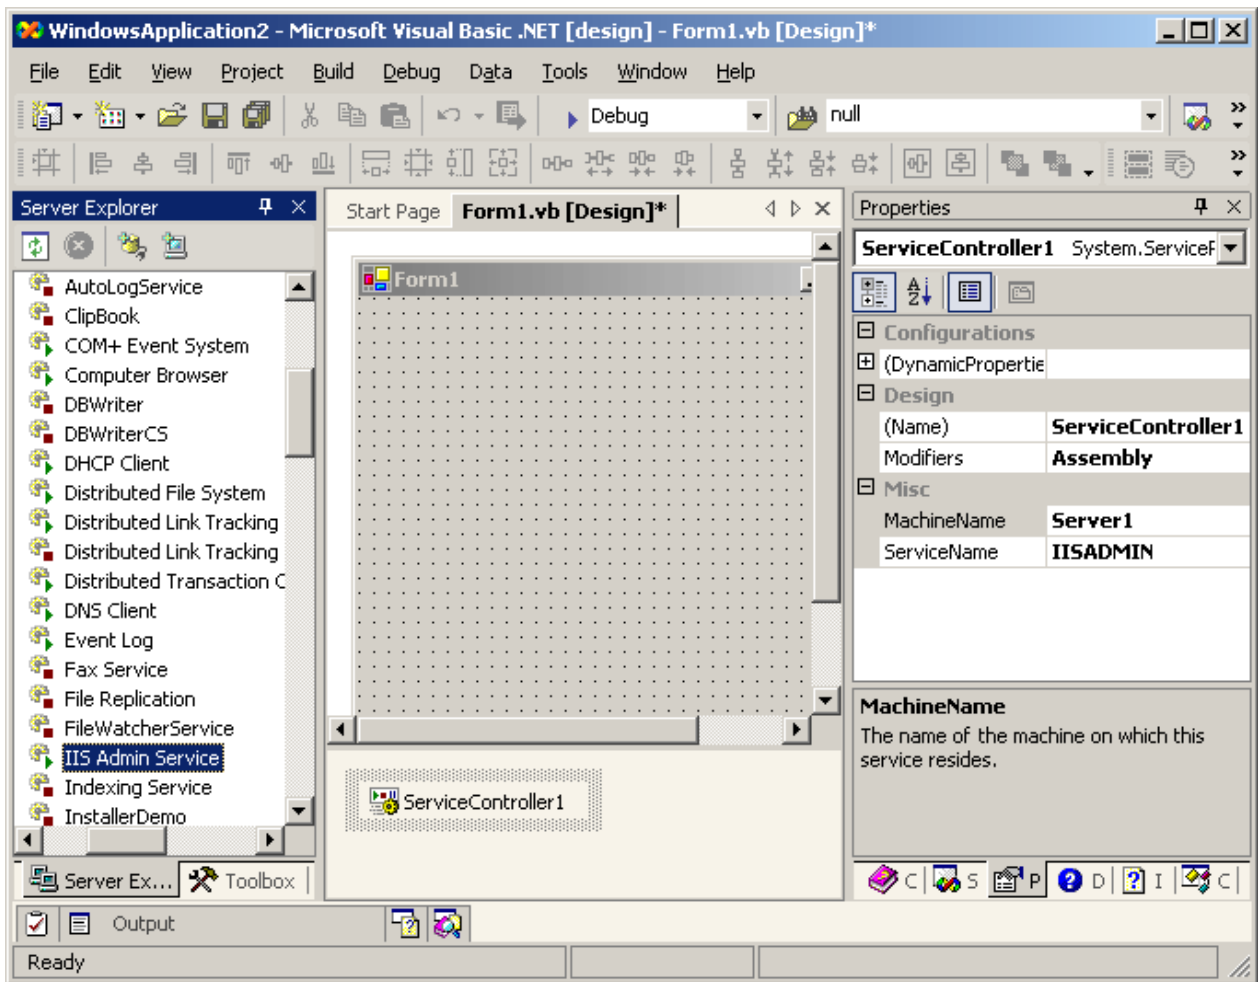 WindowsApplication2 - Microsoft Visual Basic .NET [design] - Form1.vb [Design]*
File Edit View Project Build Debug Data Tools Window Help
Debug null
Server Explorer
AutoLogService
ClipBook
COM+ Event System
Computer Browser
DBWriter
DBWriterCS
DHCP Client
Distributed File System
Distributed Link Tracking
Distributed Link Tracking
Distributed Transaction C
DNS Client
Event Log
Fax Service
File Replication
FileWatcherService
IIS Admin Service
Indexing Service
InstallerDemo
Server Ex... Toolbox
Start Page Form1.vb [Design]*
Form1
ServiceController1
Properties
ServiceController1 System.ServiceP
A
Z
Configurations
(DynamicPropertie
Design
(Name) ServiceController1
Modifiers Assembly
Misc
MachineName Server1
ServiceName IISADMIN
MachineName
The name of the machine on which this
service resides.
C S P D I C
Output
Ready